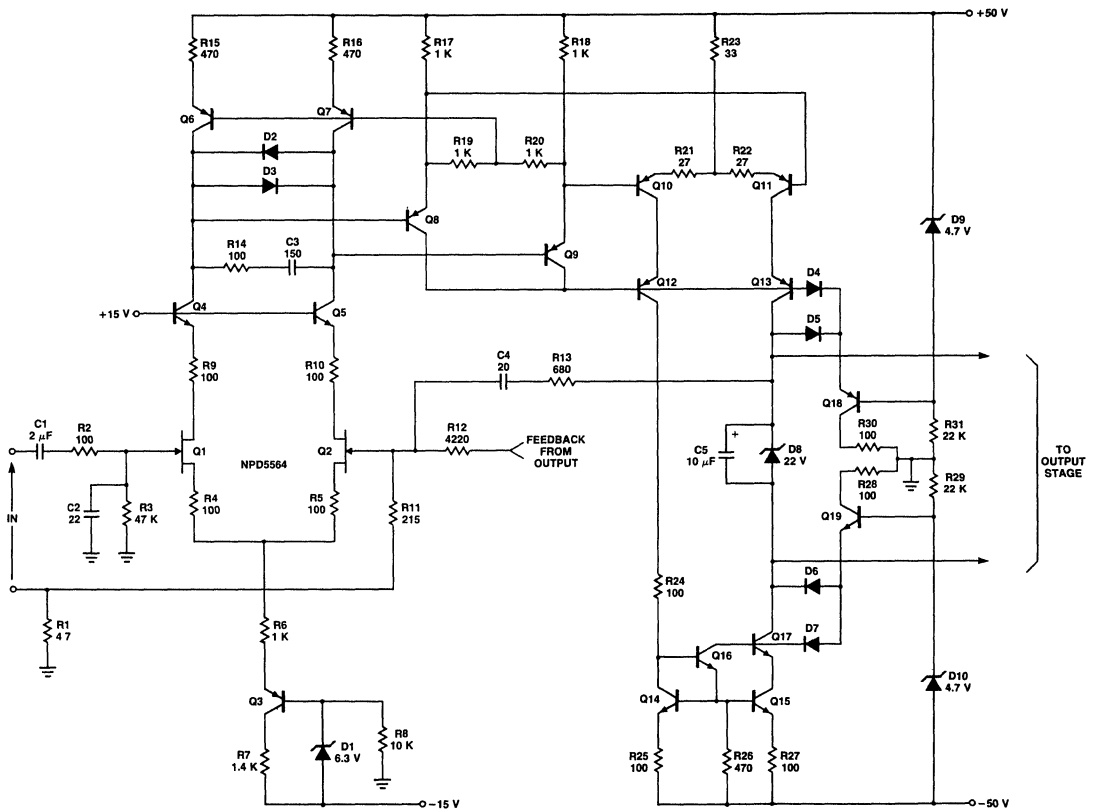 +50 V
R15
470
R16
470
R17
1 K
R18
1 K
R23
33
Q6
Q7
D2
D3
R19
1 K
R20
1 K
R21
27
R22
27
Q10
Q11
Q8
Q9
D9
4.7 V
R14
100
C3
150
Q12
Q13
D4
D5
+15 V
Q4
Q5
R9
100
R10
100
C4
20
R13
680
Q18
R30
100
R31
22 K
C1
2 µF
R2
100
Q1
NPD5564
Q2
R12
4220
FEEDBACK
FROM
OUTPUT
C5
10 µF
+
D8
22 V
R28
100
R29
22 K
TO
OUTPUT
STAGE
IN
C2
22
R3
47 K
R4
100
R5
100
R11
215
Q19
R1
4 7
R6
1 K
R24
100
D6
D7
Q16
Q17
Q3
Q14
Q15
D10
4.7 V
R7
1.4 K
D1
6.3 V
R8
10 K
R25
100
R26
470
R27
100
−15 V
−50 V